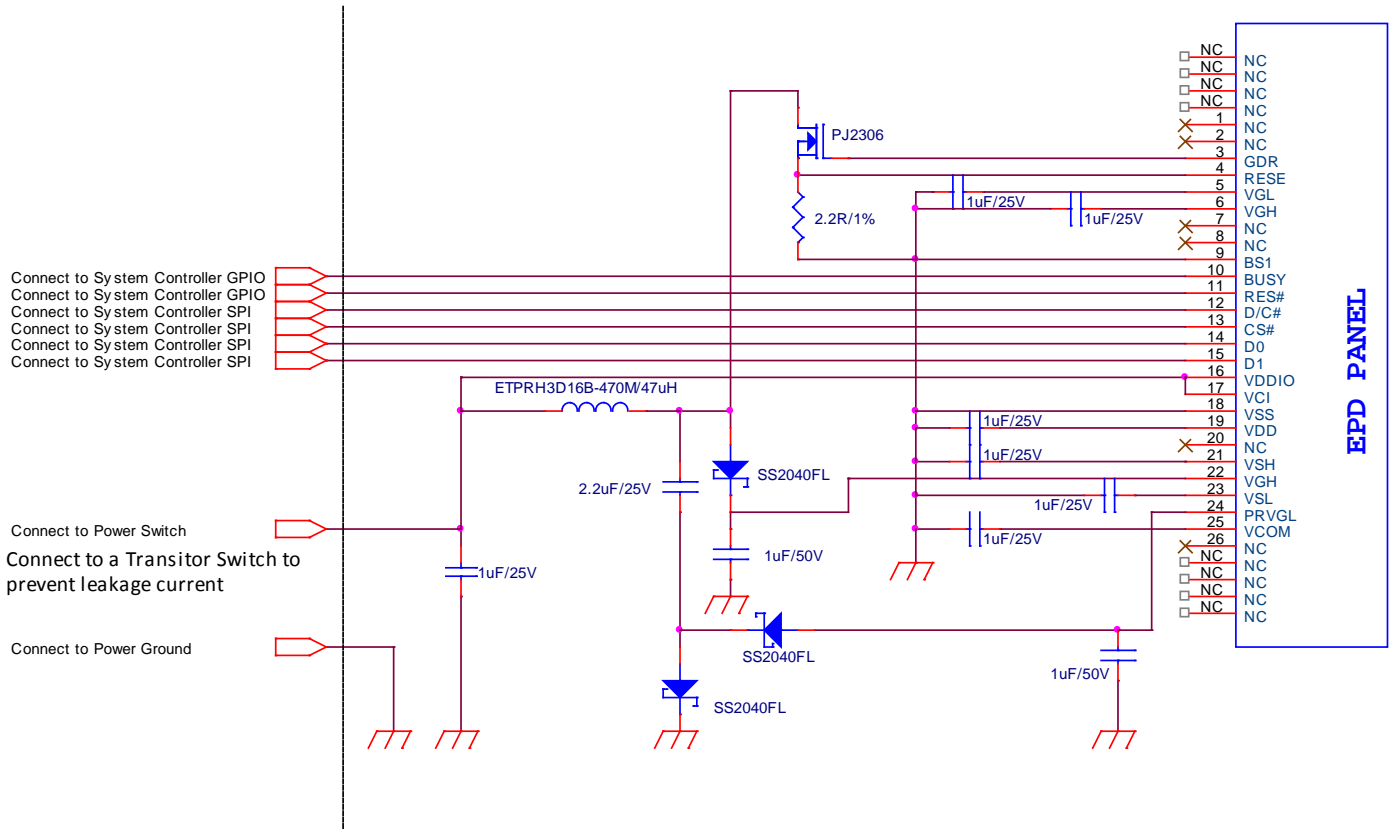 NC
NC
NC
NC
NC
NC
NC
NC
1
NC
2
NC
PJ2306
3
GDR
4
RESE
5
VGL
1uF/25V
6
VGH
1uF/25V
2.2R/1%
7
NC
8
NC
9
BS1
Connect to System Controller GPIO
10
BUSY
Connect to System Controller GPIO
11
RES#
Connect to System Controller SPI
12
D/C#
Connect to System Controller SPI
13
CS#
Connect to System Controller SPI
14
D0
Connect to System Controller SPI
15
D1
16
VDDIO
ETPRH3D16B-470M/47uH
17
VCI
18
VSS
1uF/25V
19
VDD
20
NC
1uF/25V
21
VSH
SS2040FL
22
VGH
2.2uF/25V
23
VSL
1uF/25V
24
PRVGL
Connect to Power Switch
25
VCOM
1uF/25V
26
NC
Connect to a Transitor Switch to
prevent leakage current
1uF/50V
1uF/25V
NC
NC
NC
NC
NC
NC
NC
NC
EPD PANEL
Connect to Power Ground
SS2040FL
1uF/50V
SS2040FL